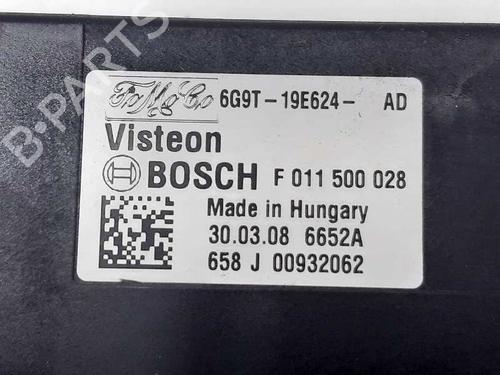 B-PARTS
FoMoCo 6G9T-19E624- AD
Visteon
BOSCH F 011 500 028
Made in Hungary
30.03.08 6652A
658 J 00932062